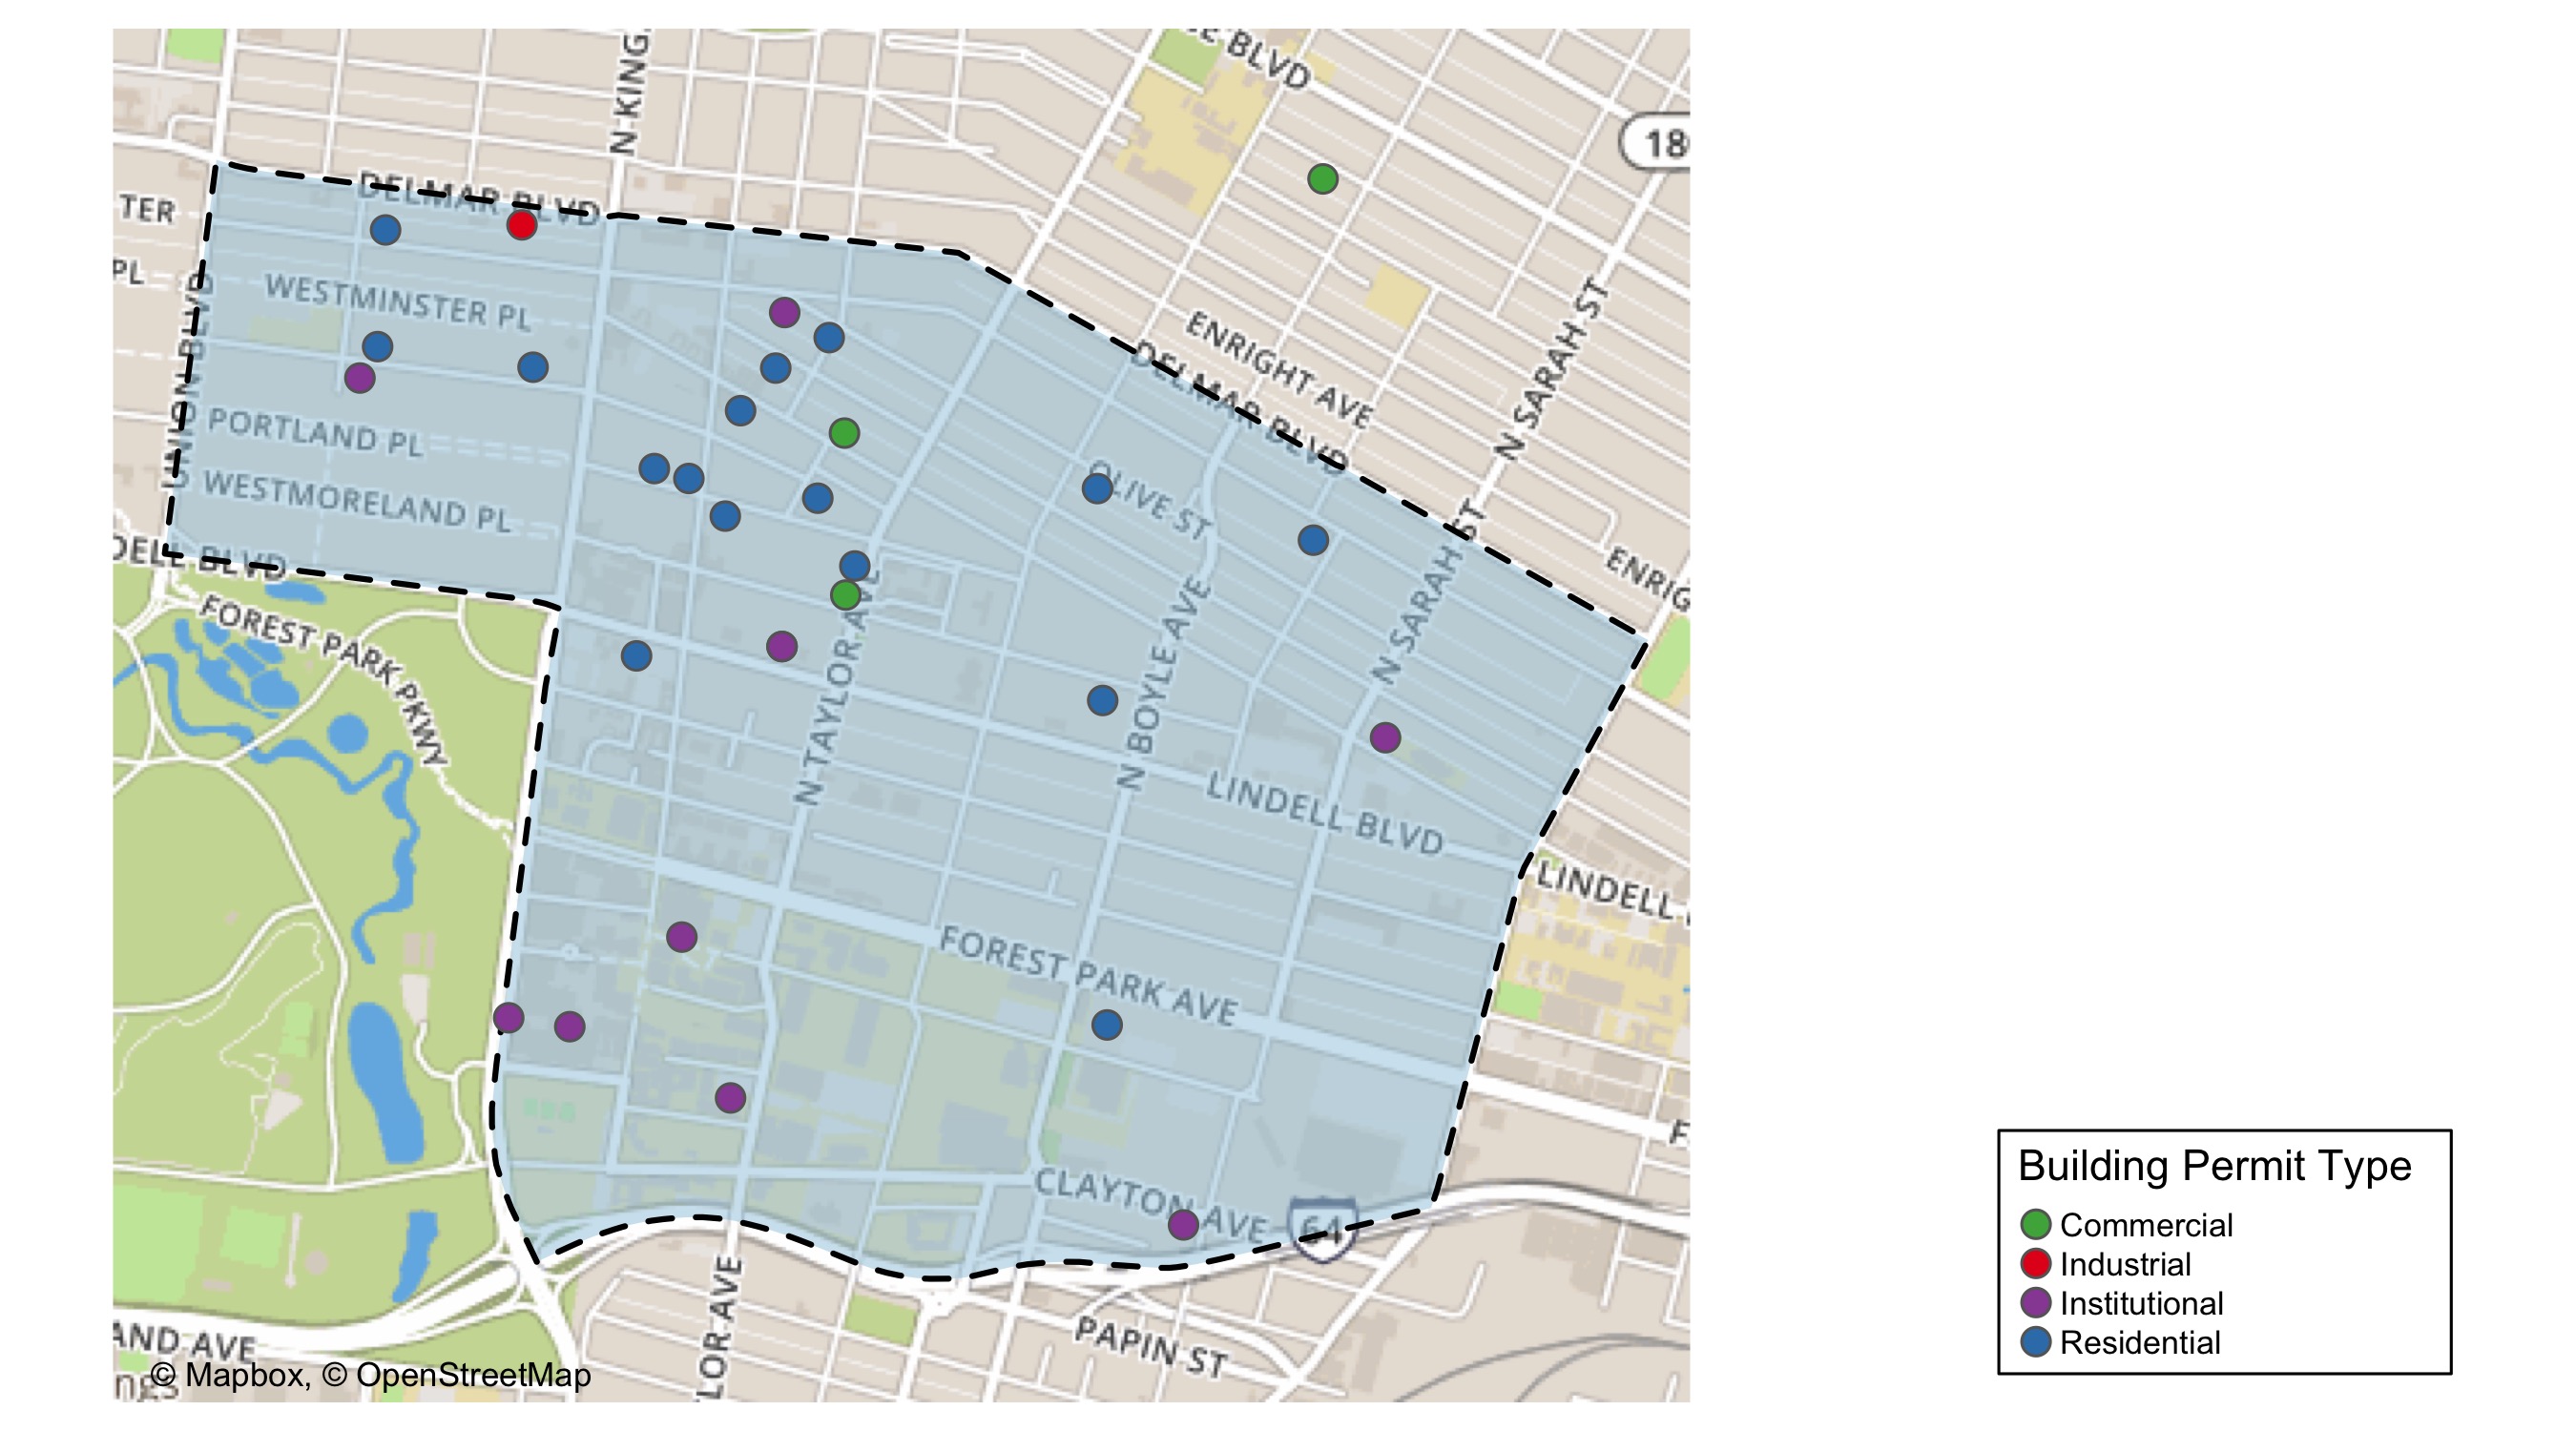 BLVD
N KING
18
DELMAR BLVD
TER
PL
WESTMINSTER PL
UNION BLVD
ENRIGHT AVE
DELMAR BLVD
N SARAH ST
PORTLAND PL
WESTMORELAND PL
OLIVE ST
N SARAH ST
DELL BLVD
ENRIG
FOREST PARK PKWY
N TAYLOR AVE
N BOYLE AVE
LINDELL BLVD
LINDELL
FOREST PARK AVE
F
CLAYTON AVE
64
LOR AVE
PAPIN ST
AND AVE
© Mapbox, © OpenStreetMap
Building Permit Type
Commercial
Industrial
Institutional
Residential